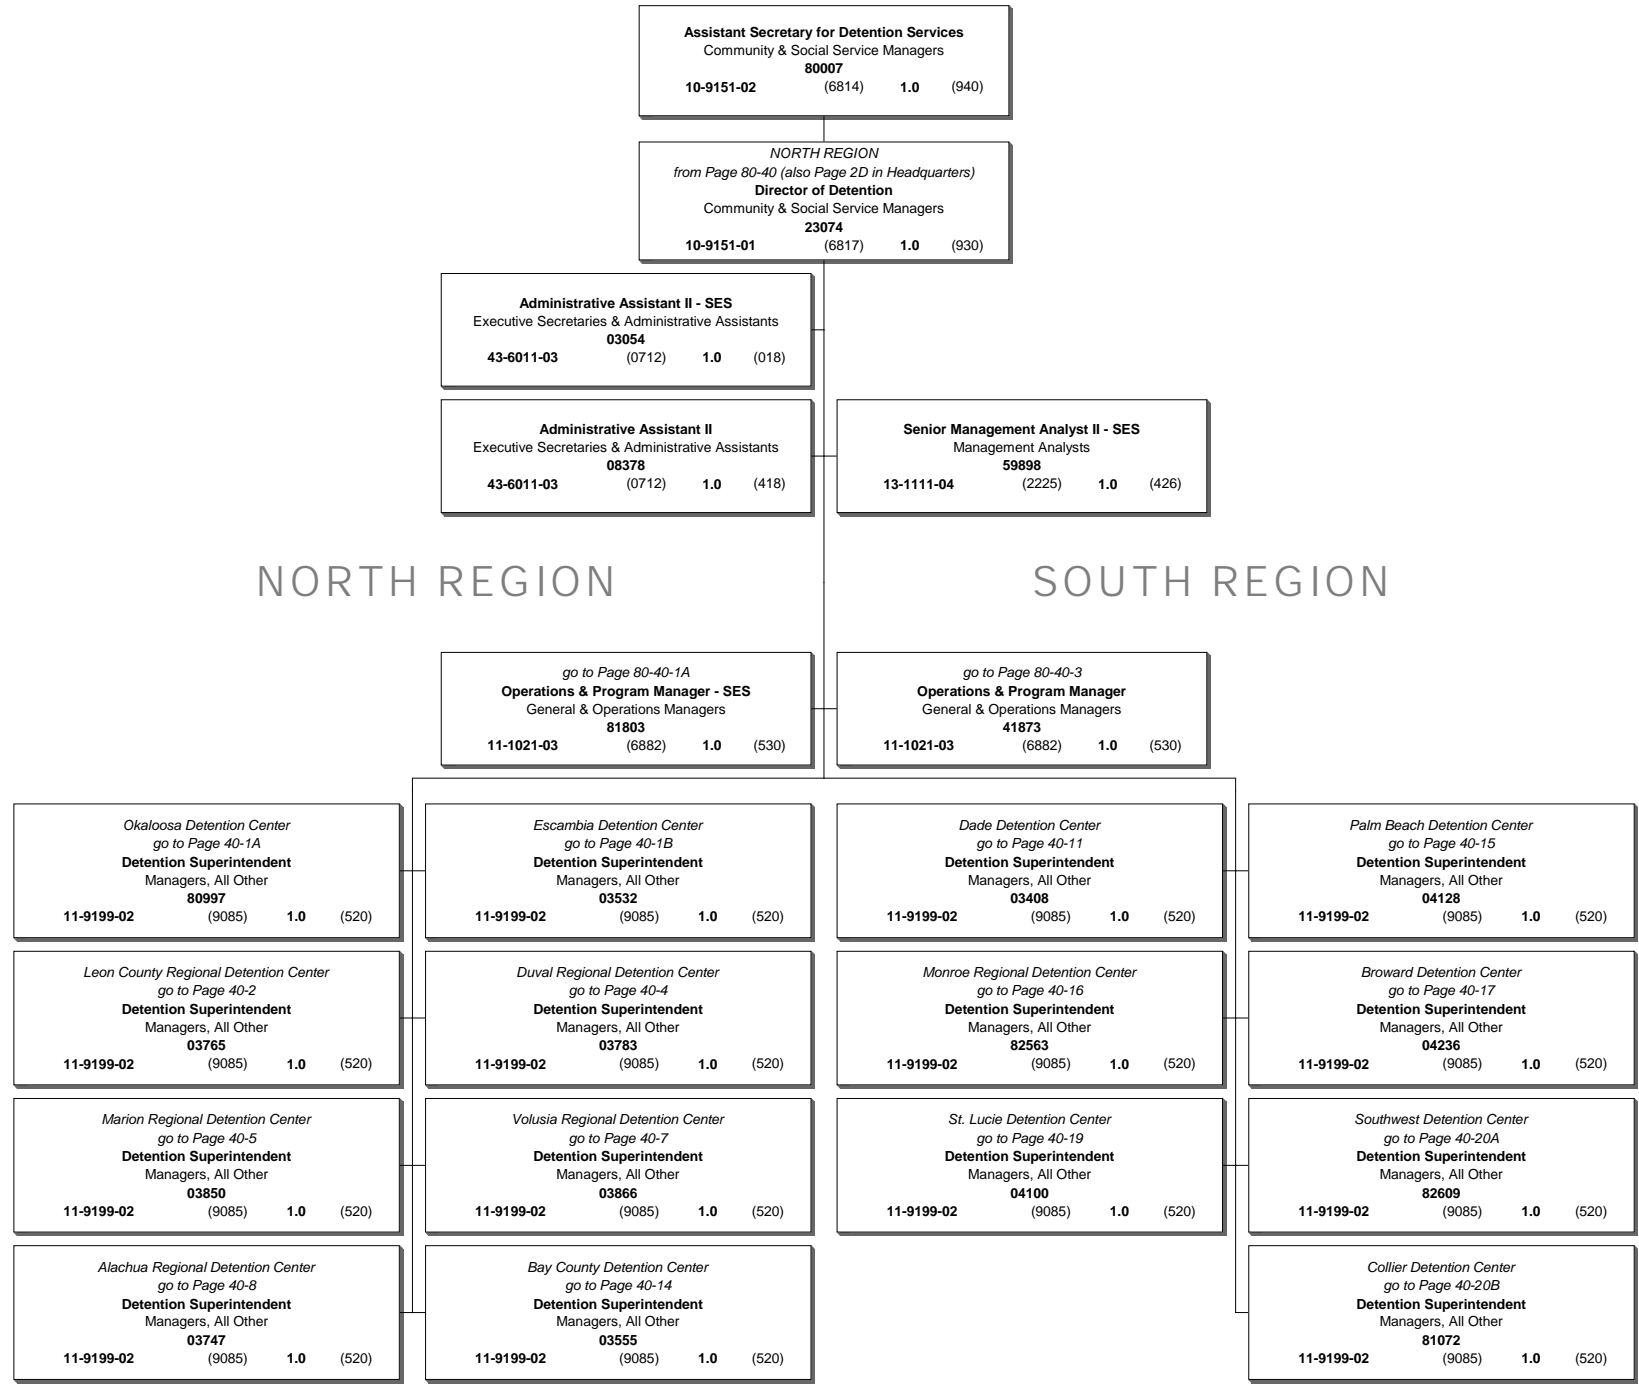 Assistant Secretary for Detention Services
Community & Social Service Managers
80007
10-9151-02 (6814) 1.0 (940)
NORTH REGION
from Page 80-40 (also Page 2D in Headquarters)
Director of Detention
Community & Social Service Managers
23074
10-9151-01 (6817) 1.0 (930)
Administrative Assistant II - SES
Executive Secretaries & Administrative Assistants
03054
43-6011-03 (0712) 1.0 (018)
Administrative Assistant II
Executive Secretaries & Administrative Assistants
08378
43-6011-03 (0712) 1.0 (418)
Senior Management Analyst II - SES
Management Analysts
59898
13-1111-04 (2225) 1.0 (426)
NORTH REGION
SOUTH REGION
go to Page 80-40-1A
Operations & Program Manager - SES
General & Operations Managers
81803
11-1021-03 (6882) 1.0 (530)
go to Page 80-40-3
Operations & Program Manager
General & Operations Managers
41873
11-1021-03 (6882) 1.0 (530)
Okaloosa Detention Center
go to Page 40-1A
Detention Superintendent
Managers, All Other
80997
11-9199-02 (9085) 1.0 (520)
Escambia Detention Center
go to Page 40-1B
Detention Superintendent
Managers, All Other
03532
11-9199-02 (9085) 1.0 (520)
Dade Detention Center
go to Page 40-11
Detention Superintendent
Managers, All Other
03408
11-9199-02 (9085) 1.0 (520)
Palm Beach Detention Center
go to Page 40-15
Detention Superintendent
Managers, All Other
04128
11-9199-02 (9085) 1.0 (520)
Leon County Regional Detention Center
go to Page 40-2
Detention Superintendent
Managers, All Other
03765
11-9199-02 (9085) 1.0 (520)
Duval Regional Detention Center
go to Page 40-4
Detention Superintendent
Managers, All Other
03783
11-9199-02 (9085) 1.0 (520)
Monroe Regional Detention Center
go to Page 40-16
Detention Superintendent
Managers, All Other
82563
11-9199-02 (9085) 1.0 (520)
Broward Detention Center
go to Page 40-17
Detention Superintendent
Managers, All Other
04236
11-9199-02 (9085) 1.0 (520)
Marion Regional Detention Center
go to Page 40-5
Detention Superintendent
Managers, All Other
03850
11-9199-02 (9085) 1.0 (520)
Volusia Regional Detention Center
go to Page 40-7
Detention Superintendent
Managers, All Other
03866
11-9199-02 (9085) 1.0 (520)
St. Lucie Detention Center
go to Page 40-19
Detention Superintendent
Managers, All Other
04100
11-9199-02 (9085) 1.0 (520)
Southwest Detention Center
go to Page 40-20A
Detention Superintendent
Managers, All Other
82609
11-9199-02 (9085) 1.0 (520)
Alachua Regional Detention Center
go to Page 40-8
Detention Superintendent
Managers, All Other
03747
11-9199-02 (9085) 1.0 (520)
Bay County Detention Center
go to Page 40-14
Detention Superintendent
Managers, All Other
03555
11-9199-02 (9085) 1.0 (520)
Collier Detention Center
go to Page 40-20B
Detention Superintendent
Managers, All Other
81072
11-9199-02 (9085) 1.0 (520)